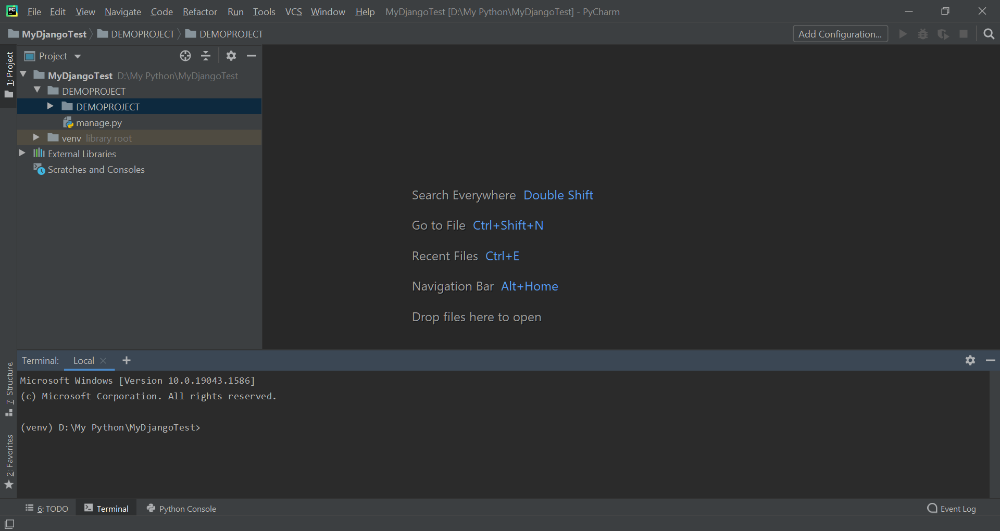 PC File Edit View Navigate Code Refactor Run Tools VCS Window Help MyDjangoTest [D:\My Python\MyDjangoTest] - PyCharm
MyDjangoTest DEMOPROJECT DEMOPROJECT Add Configuration...
1: Project
Project
MyDjangoTest D:\My Python\MyDjangoTest
DEMOPROJECT
DEMOPROJECT
manage.py
venv library root
External Libraries
Scratches and Consoles
Search Everywhere Double Shift
Go to File Ctrl+Shift+N
Recent Files Ctrl+E
Navigation Bar Alt+Home
Drop files here to open
7: Structure
2: Favorites
Terminal: Local
Microsoft Windows [Version 10.0.19043.1586]
(c) Microsoft Corporation. All rights reserved.
(venv) D:\My Python\MyDjangoTest>
6: TODO Terminal Python Console Event Log